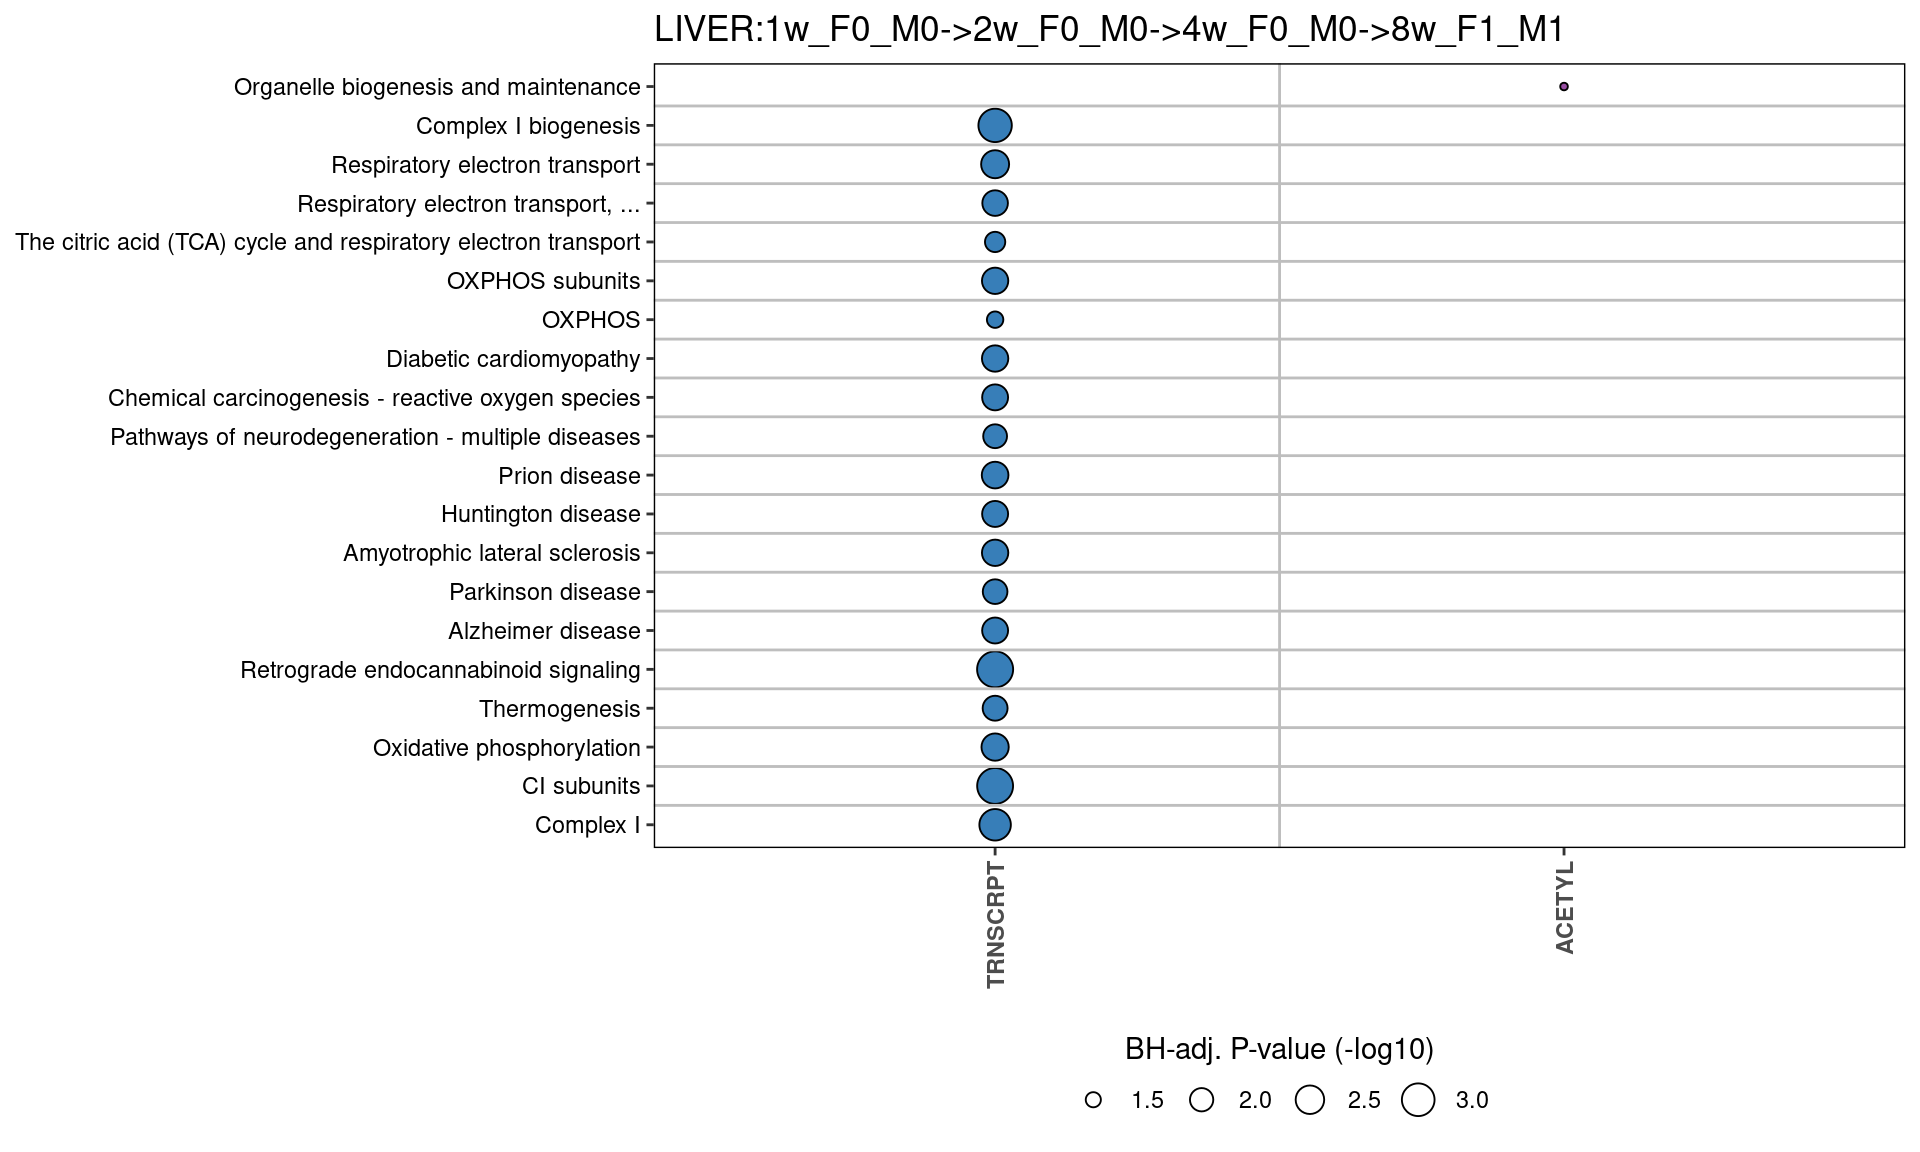 LIVER:1w_F0_M0->2w_F0_M0->4w_F0_M0->8w_F1_M1
Organelle biogenesis and maintenance
Complex I biogenesis
Respiratory electron transport
Respiratory electron transport, ...
The citric acid (TCA) cycle and respiratory electron transport
OXPHOS subunits
OXPHOS
Diabetic cardiomyopathy
Chemical carcinogenesis - reactive oxygen species
Pathways of neurodegeneration - multiple diseases
Prion disease
Huntington disease
Amyotrophic lateral sclerosis
Parkinson disease
Alzheimer disease
Retrograde endocannabinoid signaling
Thermogenesis
Oxidative phosphorylation
CI subunits
Complex I
TRNSCRPT
ACETYL
BH-adj. P-value (-log10)
1.5 2.0 2.5 3.0